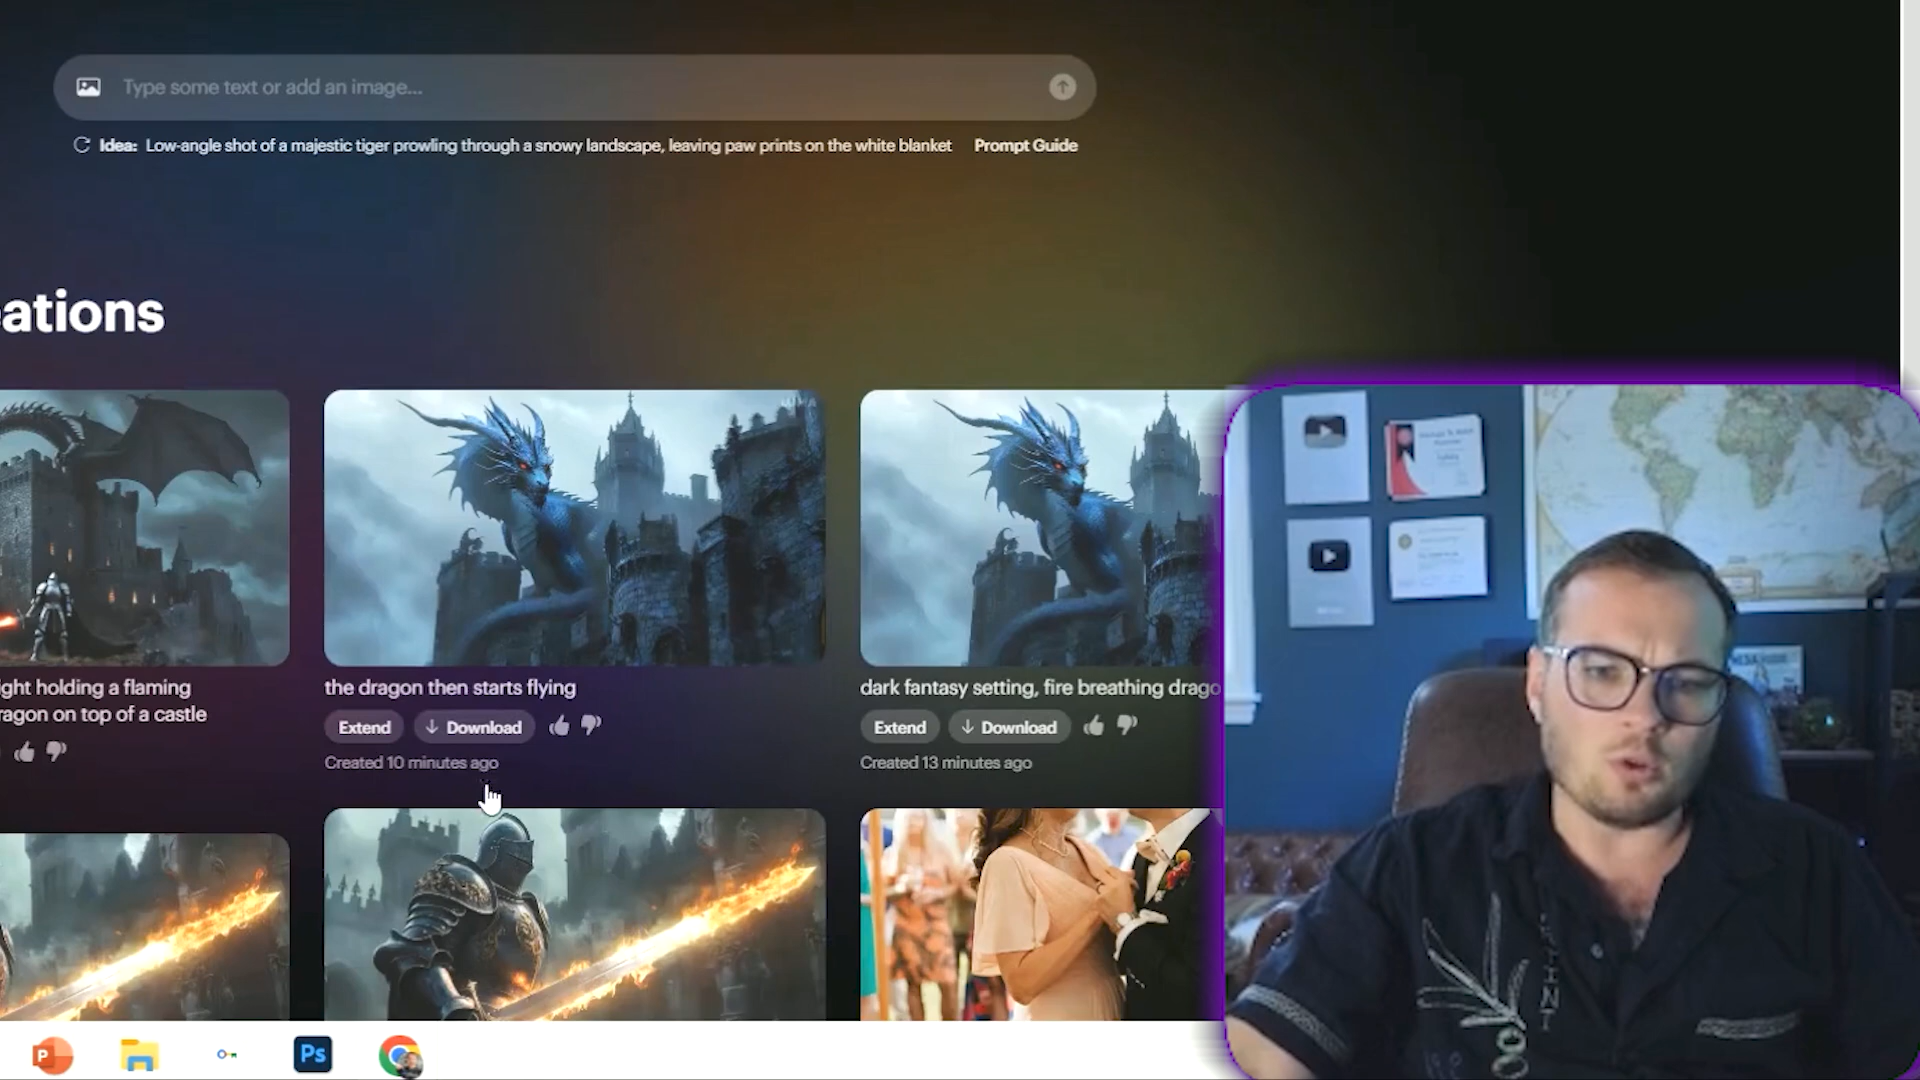 Type some text or add an image...
Idea: Low-angle shot of a majestic tiger prowling through a snowy landscape, leaving paw prints on the white blanket Prompt Guide
ations
ight holding a flaming
ragon on top of a castle
the dragon then starts flying
Extend Download
Created 10 minutes ago
dark fantasy setting, fire breathing drago
Extend Download
Created 13 minutes ago
P
Ps